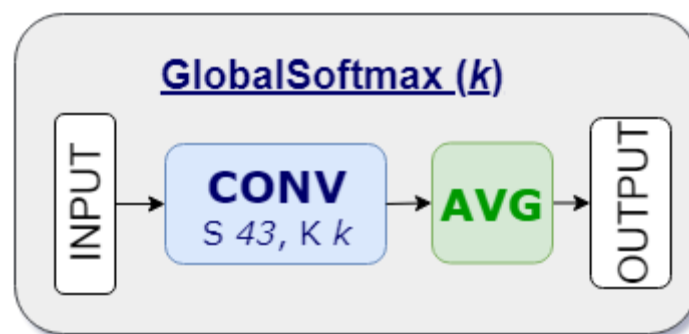 GlobalSoftmax (k)
INPUT
CONV
S 43, K k
AVG
OUTPUT